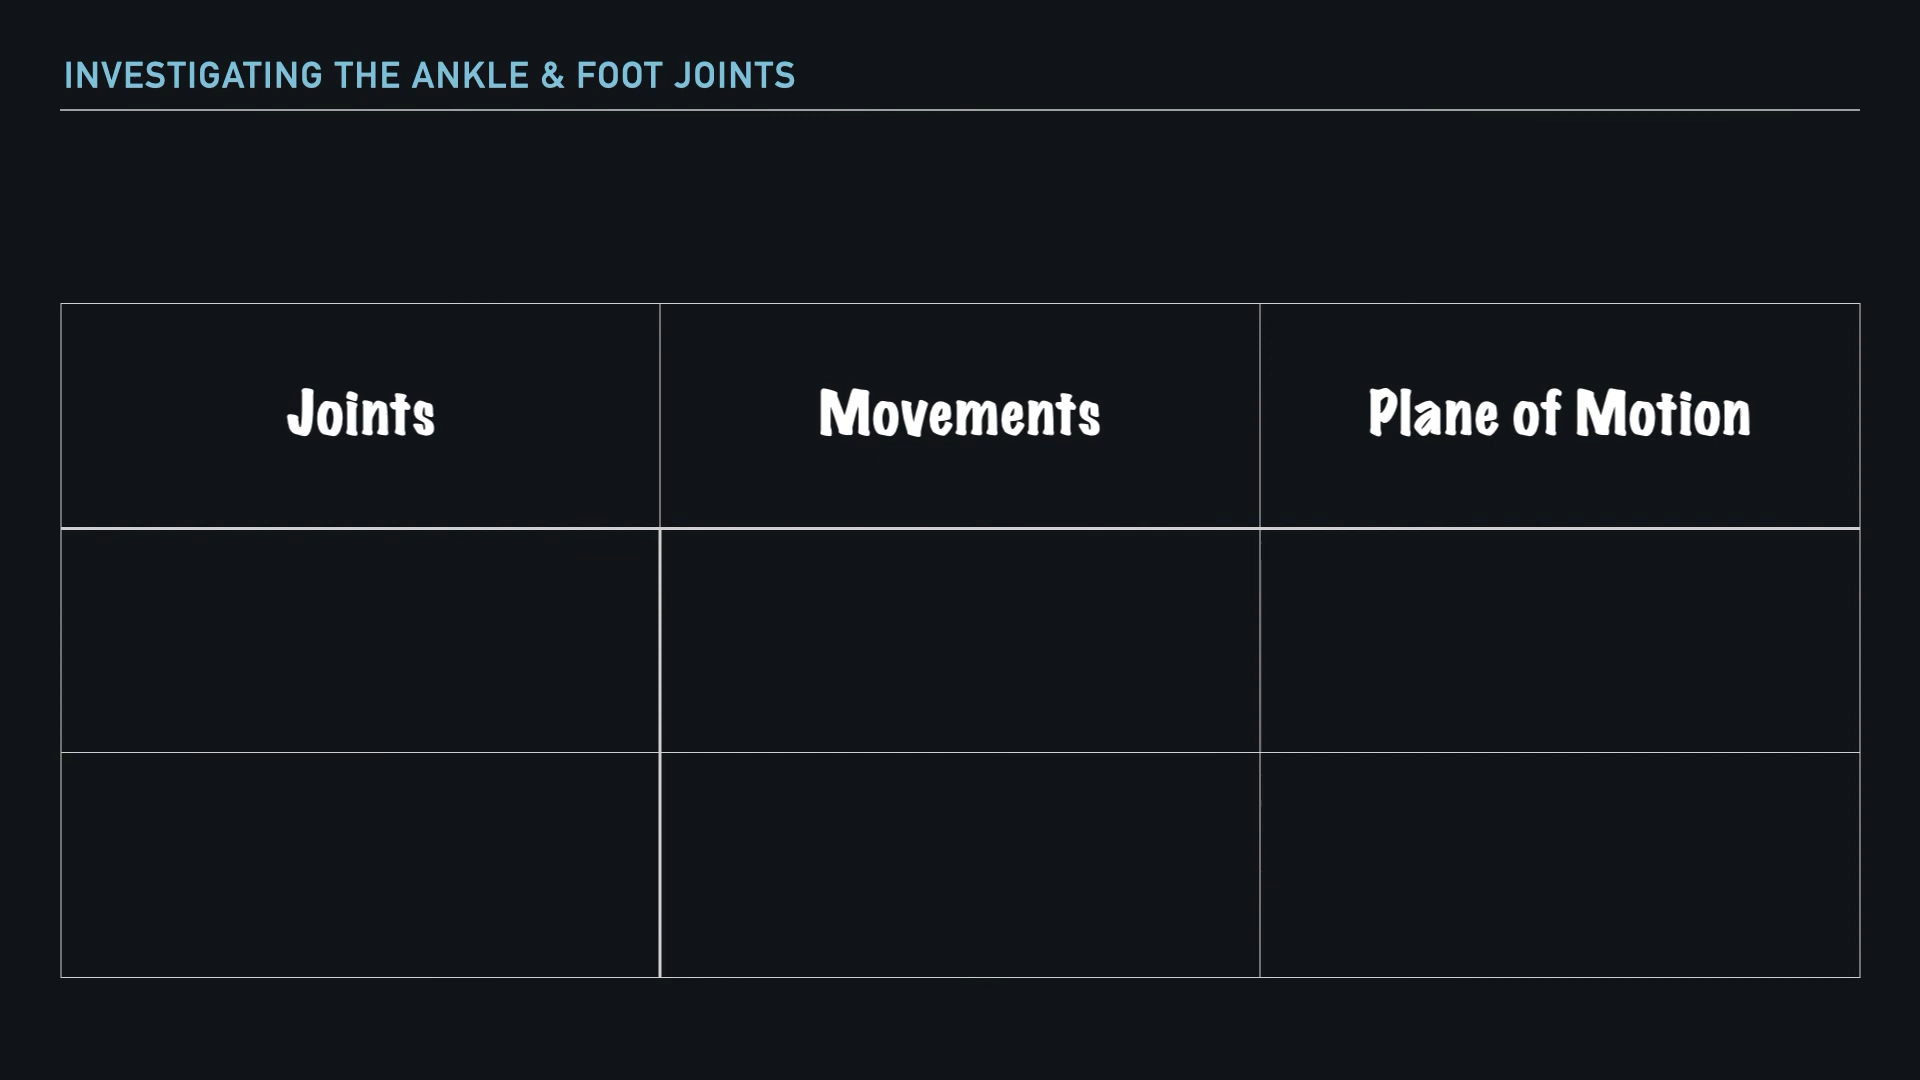 INVESTIGATING THE ANKLE & FOOT JOINTS
Joints
Movements
Plane of Motion